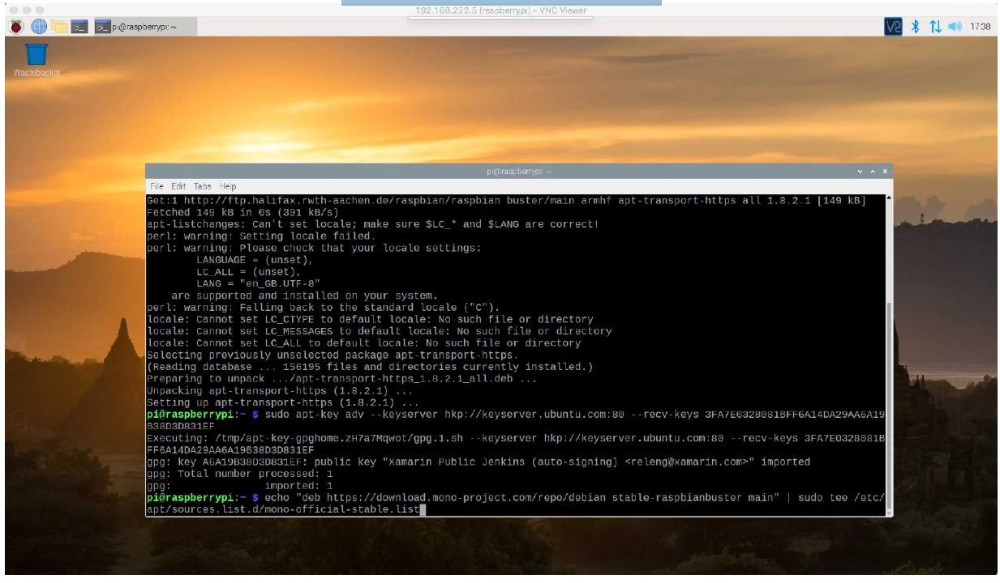 192.168.222.5 (raspberrypi) – VNC Viewer
pi@raspberrypi: ~
17:38
Wastebasket
pi@raspberrypi: ~
File Edit Tabs Help
Get:1 http://ftp.halifax.rwth-aachen.de/raspbian/raspbian buster/main armhf apt-transport-https all 1.8.2.1 [149 kB]
Fetched 149 kB in 0s (391 kB/s)
apt-listchanges: Can't set locale; make sure $LC_* and $LANG are correct!
perl: warning: Setting locale failed.
perl: warning: Please check that your locale settings:
LANGUAGE = (unset),
LC_ALL = (unset),
LANG = "en_GB.UTF-8"
are supported and installed on your system.
perl: warning: Falling back to the standard locale ("C").
locale: Cannot set LC_CTYPE to default locale: No such file or directory
locale: Cannot set LC_MESSAGES to default locale: No such file or directory
locale: Cannot set LC_ALL to default locale: No such file or directory
Selecting previously unselected package apt-transport-https.
(Reading database ... 156195 files and directories currently installed.)
Preparing to unpack .../apt-transport-https_1.8.2.1_all.deb ...
Unpacking apt-transport-https (1.8.2.1) ...
Setting up apt-transport-https (1.8.2.1) ...
pi@raspberrypi:~ $ sudo apt-key adv --keyserver hkp://keyserver.ubuntu.com:80 --recv-keys 3FA7E0328081BFF6A14DA29AA6A19
B38D3D831EF
Executing: /tmp/apt-key-gpghome.zH7a7Mqwot/gpg.1.sh --keyserver hkp://keyserver.ubuntu.com:80 --recv-keys 3FA7E0328081B
FF6A14DA29AA6A19B38D3D831EF
gpg: key A6A19B38D3D831EF: public key "Xamarin Public Jenkins (auto-signing) <releng@xamarin.com>" imported
gpg: Total number processed: 1
gpg: imported: 1
pi@raspberrypi:~ $ echo "deb https://download.mono-project.com/repo/debian stable-raspbianbuster main" | sudo tee /etc/
apt/sources.list.d/mono-official-stable.list